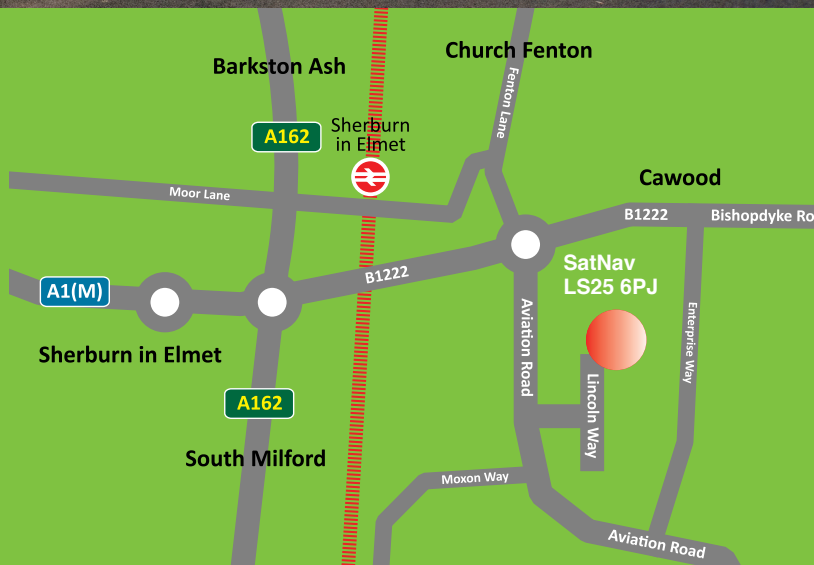 Church Fenton
Barkston Ash
Fenton Lane
A162
Sherburn
in Elmet
Cawood
Moor Lane
B1222
Bishopdyke Ro
B1222
SatNav
LS25 6PJ
A1(M)
Aviation Road
Enterprise Way
Sherburn in Elmet
A162
Lincoln Way
South Milford
Moxon Way
Aviation Road